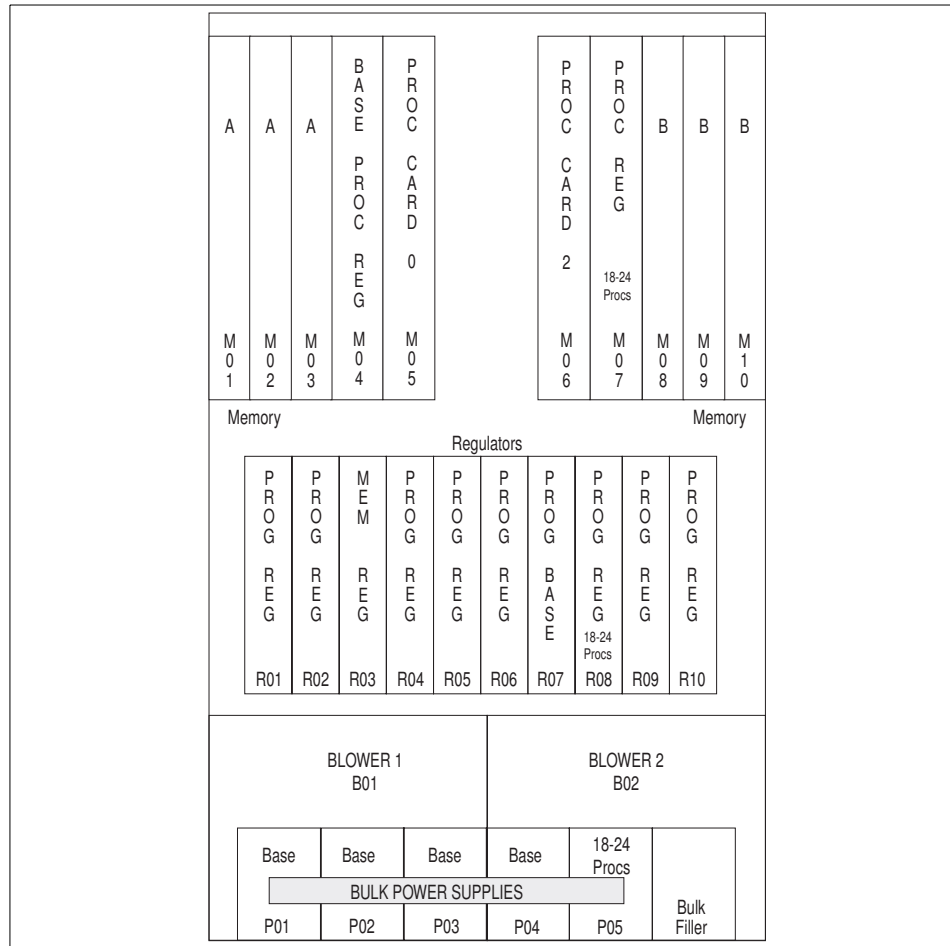 A
M01
A
M02
A
M03
BASE PROC REG
M04
PROC CARD 0
M05
PROC CARD 2
M06
PROC REG
18-24
Procs
M07
B
M08
B
M09
B
M10
Memory
Memory
Regulators
PROG REG
R01
PROG REG
R02
MEM REG
R03
PROG REG
R04
PROG REG
R05
PROG REG
R06
PROG BASE
R07
PROG REG
18-24
Procs
R08
PROG REG
R09
PROG REG
R10
BLOWER 1
B01
BLOWER 2
B02
Base
Base
Base
Base
18-24
Procs
BULK POWER SUPPLIES
P01
P02
P03
P04
P05
Bulk
Filler